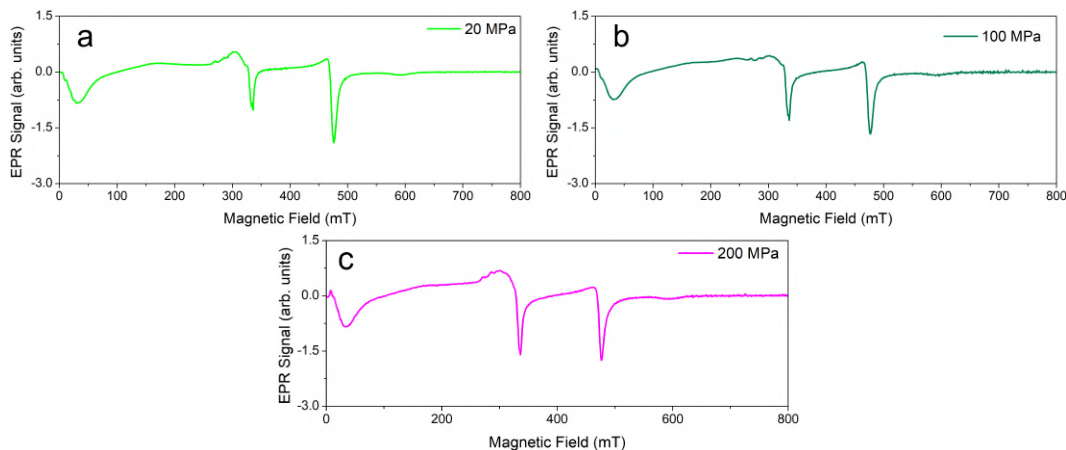 a
20 MPa
1.5
0.0
-1.5
-3.0
EPR Signal (arb. units)
0 100 200 300 400 500 600 700 800
Magnetic Field (mT)
b
100 MPa
1.5
0.0
-1.5
-3.0
EPR Signal (arb. units)
0 100 200 300 400 500 600 700 800
Magnetic Field (mT)
c
200 MPa
1.5
0.0
-1.5
-3.0
EPR Signal (arb. units)
0 200 400 600 800
Magnetic Field (mT)